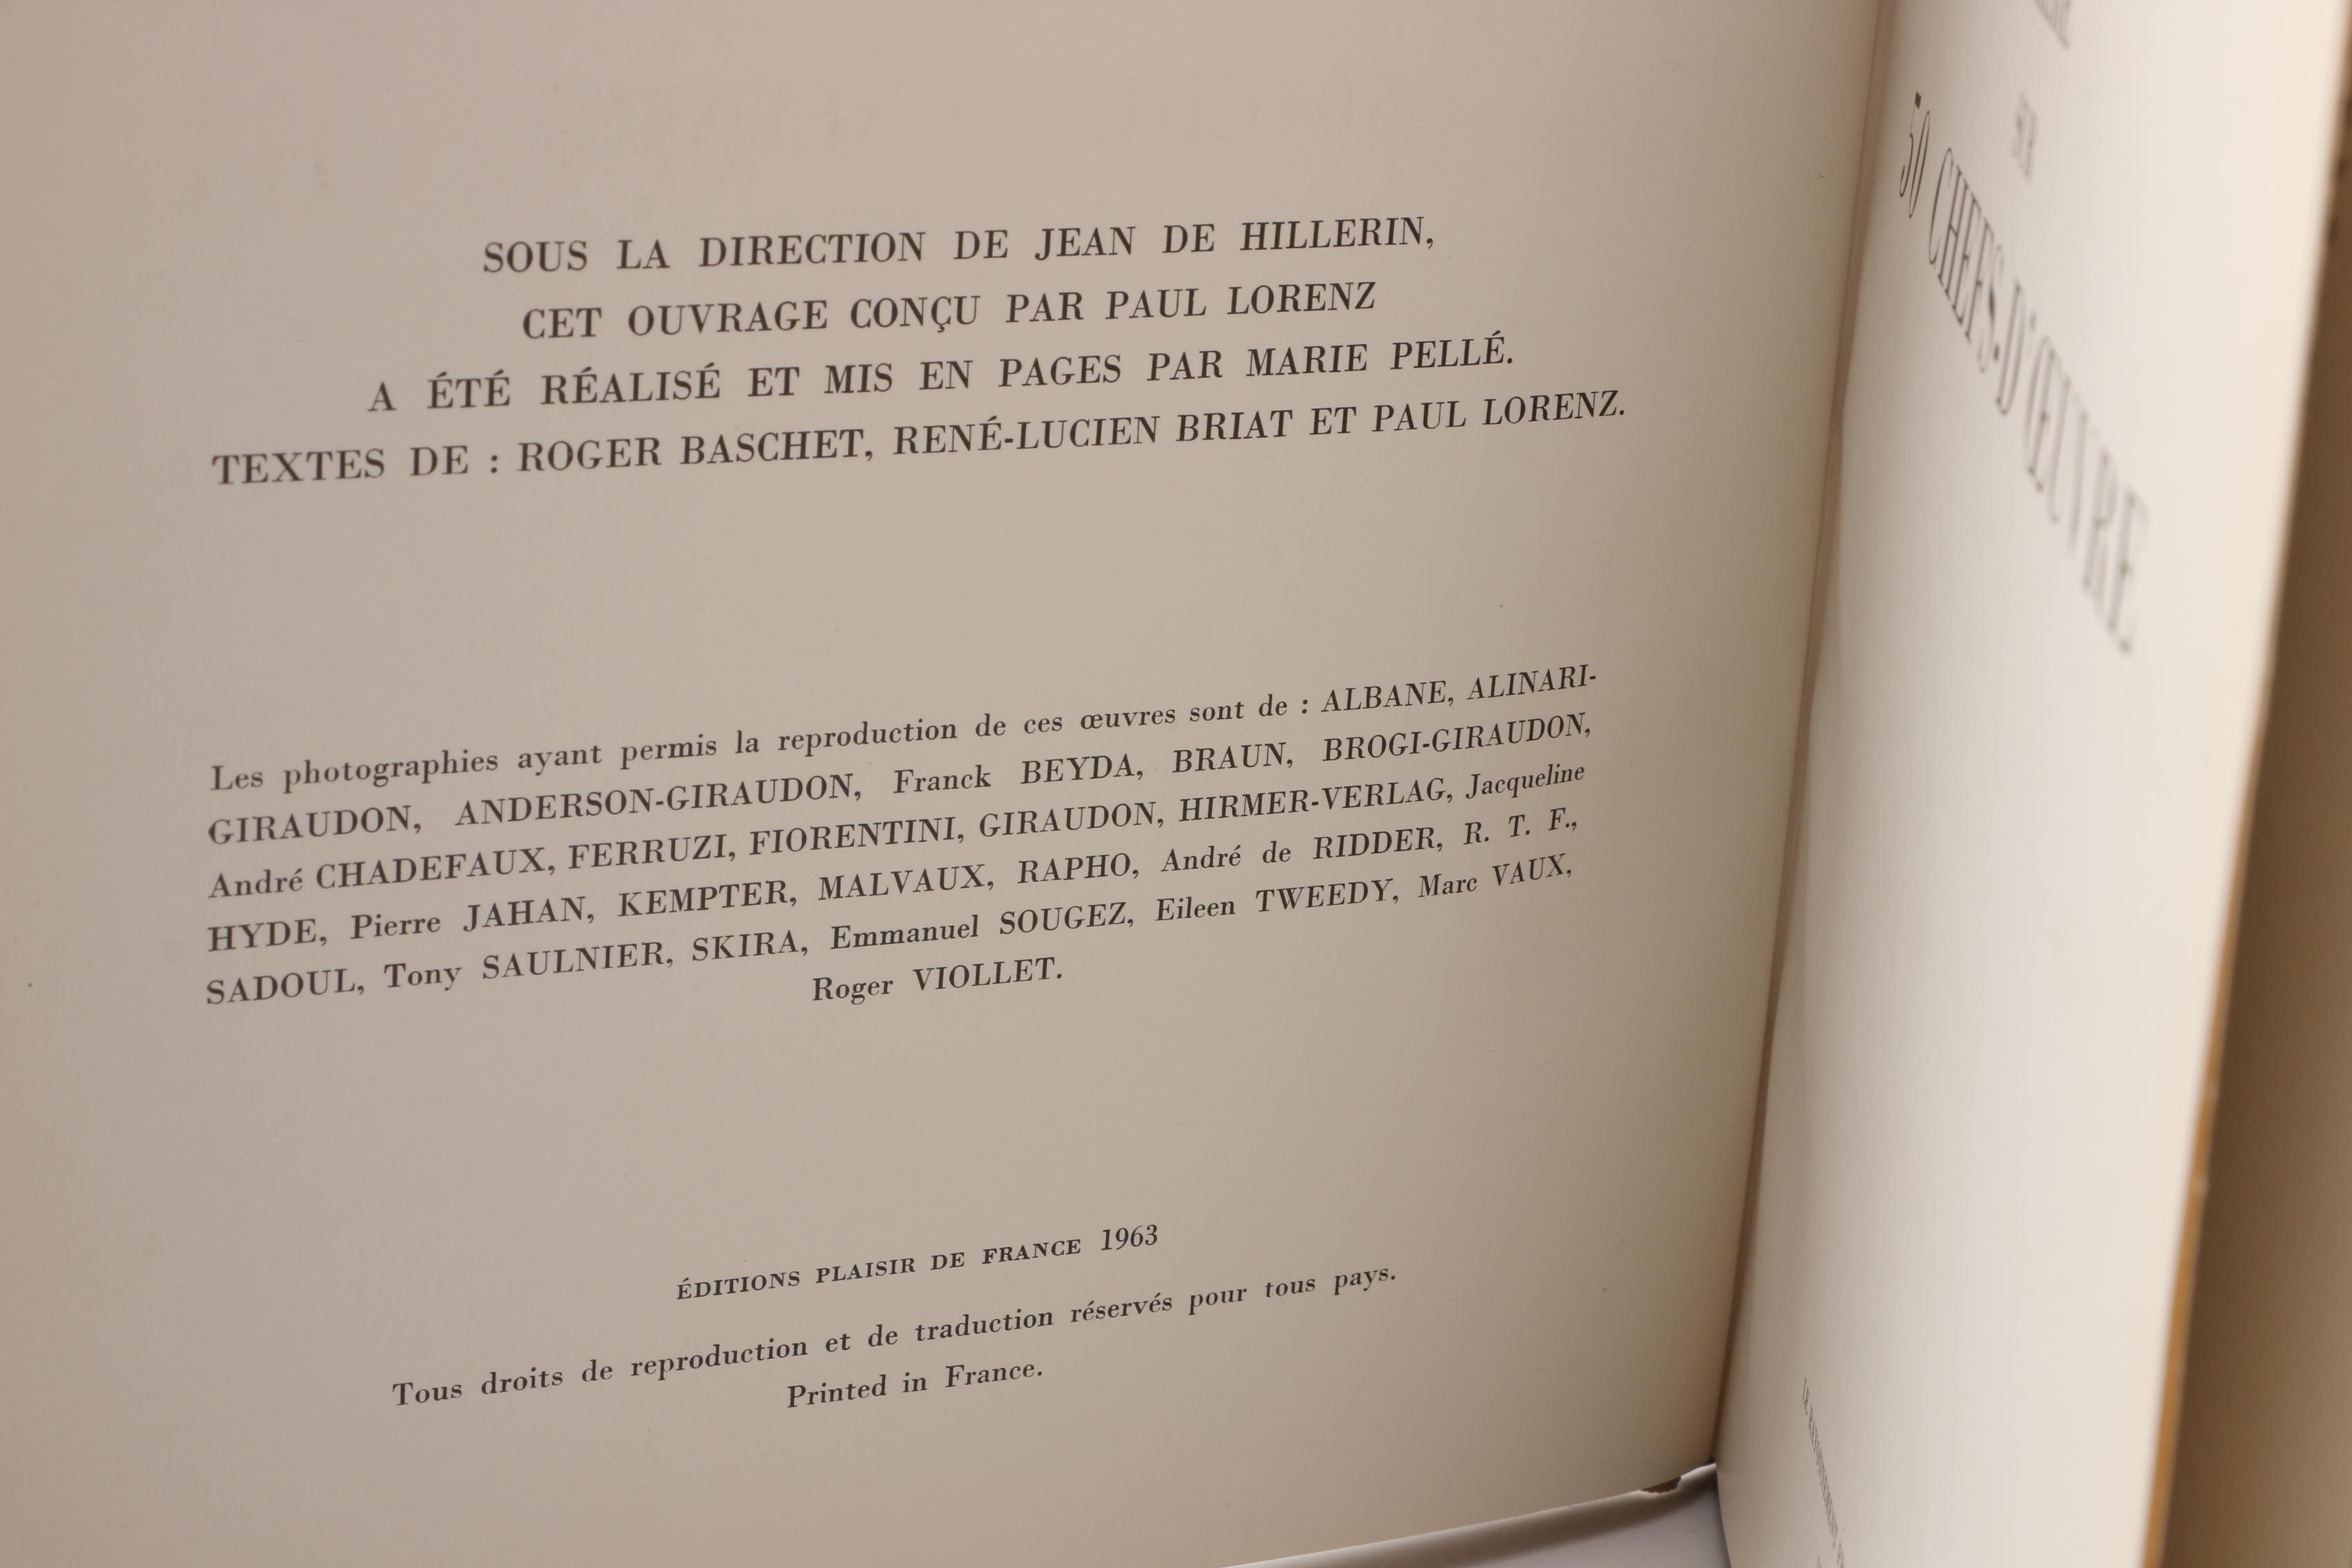 SOUS LA DIRECTION DE JEAN DE HILLERIN,
CET OUVRAGE CONÇU PAR PAUL LORENZ
A ÉTÉ RÉALISÉ ET MIS EN PAGES PAR MARIE PELLÉ.
TEXTES DE : ROGER BASCHET, RENÉ-LUCIEN BRIAT ET PAUL LORENZ.
Les photographies ayant permis la reproduction de ces œuvres sont de : ALBANE, ALINARI-
GIRAUDON, ANDERSON-GIRAUDON, Franck BEYDA, BRAUN, BROGI-GIRAUDON,
André CHADEFAUX, FERRUZI, FIORENTINI, GIRAUDON, HIRMER-VERLAG, Jacqueline
HYDE, Pierre JAHAN, KEMPTER, MALVAUX, RAPHO, André de RIDDER, R. T. F.,
SADOUL, Tony SAULNIER, SKIRA, Emmanuel SOUGEZ, Eileen TWEEDY, Marc VAUX,
Roger VIOLLET.
ÉDITIONS PLAISIR DE FRANCE 1963
Tous droits de reproduction et de traduction réservés pour tous pays.
Printed in France.
SUR
50 CHEFS-D'ŒUVRE